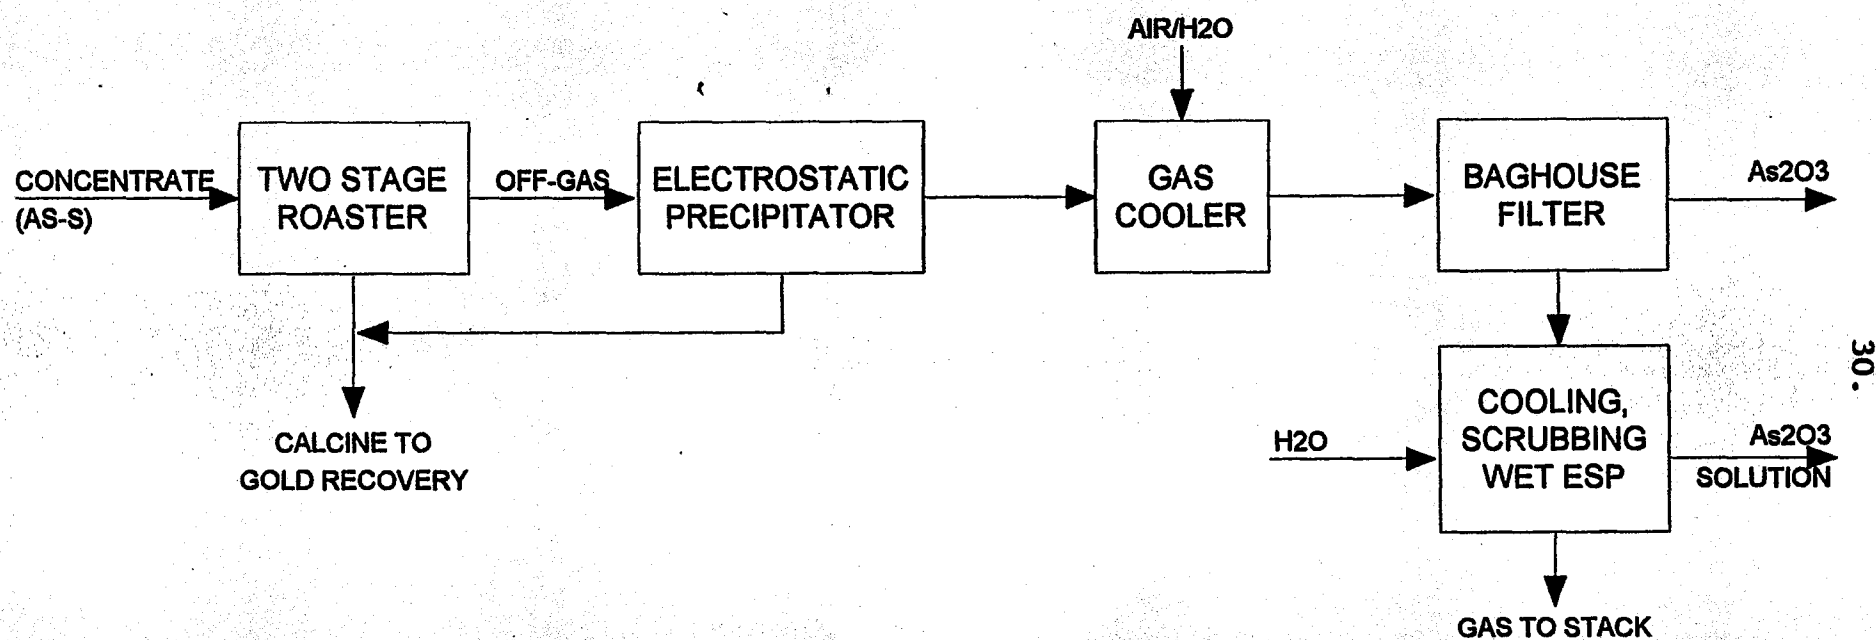 AIR/H2O
CONCENTRATE
(AS-S)
TWO STAGE
ROASTER
OFF-GAS
ELECTROSTATIC
PRECIPITATOR
GAS
COOLER
BAGHOUSE
FILTER
As2O3
CALCINE TO
GOLD RECOVERY
H2O
COOLING,
SCRUBBING
WET ESP
As2O3
SOLUTION
GAS TO STACK
30.